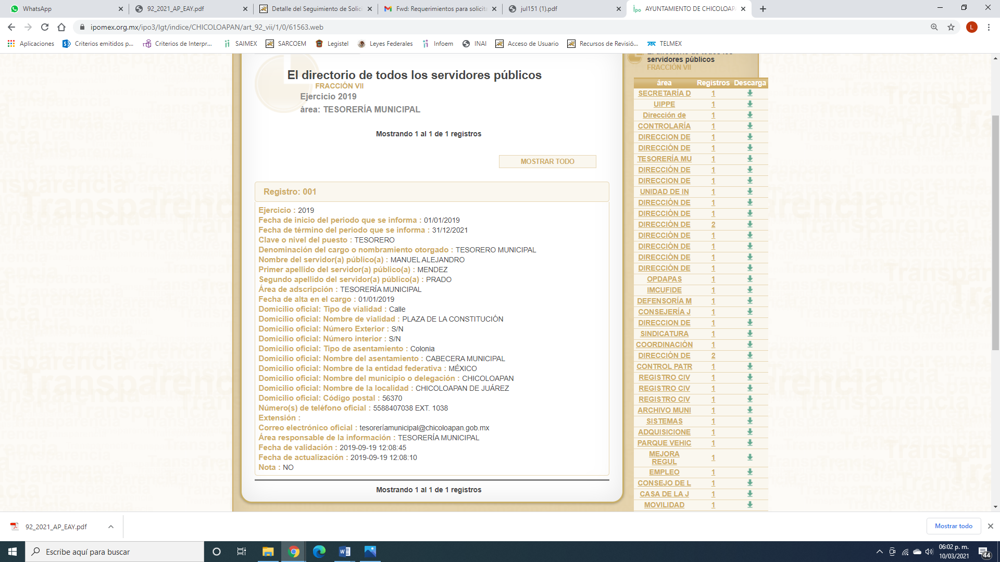 WhatsApp
92_2021_AP_EAY.pdf
Detalle del Seguimiento de Solici
Fwd: Requerimientos para solicita
jul151 (1).pdf
AYUNTAMIENTO DE CHICOLOAP
ipomex.org.mx/ipo3/lgt/indice/CHICOLOAPAN/art_92_vii/1/0/61563.web
L
Aplicaciones
Criterios emitidos p...
Criterios de Interpr...
SAIMEX
SARCOEM
Legistel
Leyes Federales
Infoem
INAI
Acceso de Usuario
Recursos de Revisió...
TELMEX
El directorio de todos los servidores públicos
FRACCIÓN VII
Ejercicio 2019
área: TESORERÍA MUNICIPAL
Mostrando 1 al 1 de 1 registros
MOSTRAR TODO
Registro: 001
Ejercicio : 2019
Fecha de inicio del periodo que se informa : 01/01/2019
Fecha de término del periodo que se informa : 31/12/2021
Clave o nivel del puesto : TESORERO
Denominación del cargo o nombramiento otorgado : TESORERO MUNICIPAL
Nombre del servidor(a) público(a) : MANUEL ALEJANDRO
Primer apellido del servidor(a) público(a) : MENDEZ
Segundo apellido del servidor(a) público(a) : PRADO
Área de adscripción : TESORERÍA MUNICIPAL
Fecha de alta en el cargo : 01/01/2019
Domicilio oficial: Tipo de vialidad : Calle
Domicilio oficial: Nombre de vialidad : PLAZA DE LA CONSTITUCIÓN
Domicilio oficial: Número Exterior : S/N
Domicilio oficial: Número interior : S/N
Domicilio oficial: Tipo de asentamiento : Colonia
Domicilio oficial: Nombre del asentamiento : CABECERA MUNICIPAL
Domicilio oficial: Nombre de la entidad federativa : MÉXICO
Domicilio oficial: Nombre del municipio o delegación : CHICOLOAPAN
Domicilio oficial: Nombre de la localidad : CHICOLOAPAN DE JUÁREZ
Domicilio oficial: Código postal : 56370
Número(s) de teléfono oficial : 5588407038 EXT. 1038
Extensión :
Correo electrónico oficial : tesoreríamunicipal@chicoloapan.gob.mx
Área responsable de la información : TESORERÍA MUNICIPAL
Fecha de validación : 2019-09-19 12:08:45
Fecha de actualización : 2019-09-19 12:08:10
Nota : NO
Mostrando 1 al 1 de 1 registros
El directorio de todos los
servidores públicos
FRACCIÓN VII
área Registros Descarga
SECRETARÍA D 1
UIPPE 1
Dirección de 1
CONTROLARÍA 1
DIRECCION DE 1
DIRECCIÓN DE 1
TESORERÍA MU 1
DIRECCIÓN DE 1
DIRECCION DE 1
UNIDAD DE IN 1
DIRECCIÓN DE 1
DIRECCIÓN DE 1
DIRECCIÓN DE 2
DIRECCIÓN DE 1
DIRECCIÓN DE 1
DIRECCIÓN DE 1
DIRECCIÓN DE 1
OPDAPAS 1
IMCUFIDE 1
DEFENSORÍA M 1
CONSEJERÍA J 1
DIRECCION DE 1
SINDICATURA 1
COORDINACIÓN 1
DIRECCIÓN DE 2
CONTROL PATR 1
REGISTRO CIV 1
REGISTRO CIV 1
REGISTRO CIV 1
ARCHIVO MUNI 1
SISTEMAS 1
ADQUISICIONE 1
PARQUE VEHIC 1
MEJORA
REGUL 1
EMPLEO 1
CONSEJO DE L 1
CASA DE LA J 1
MOVILIDAD 1
92_2021_AP_EAY.pdf
Mostrar todo
Escribe aquí para buscar
06:02 p. m.
10/03/2021
44